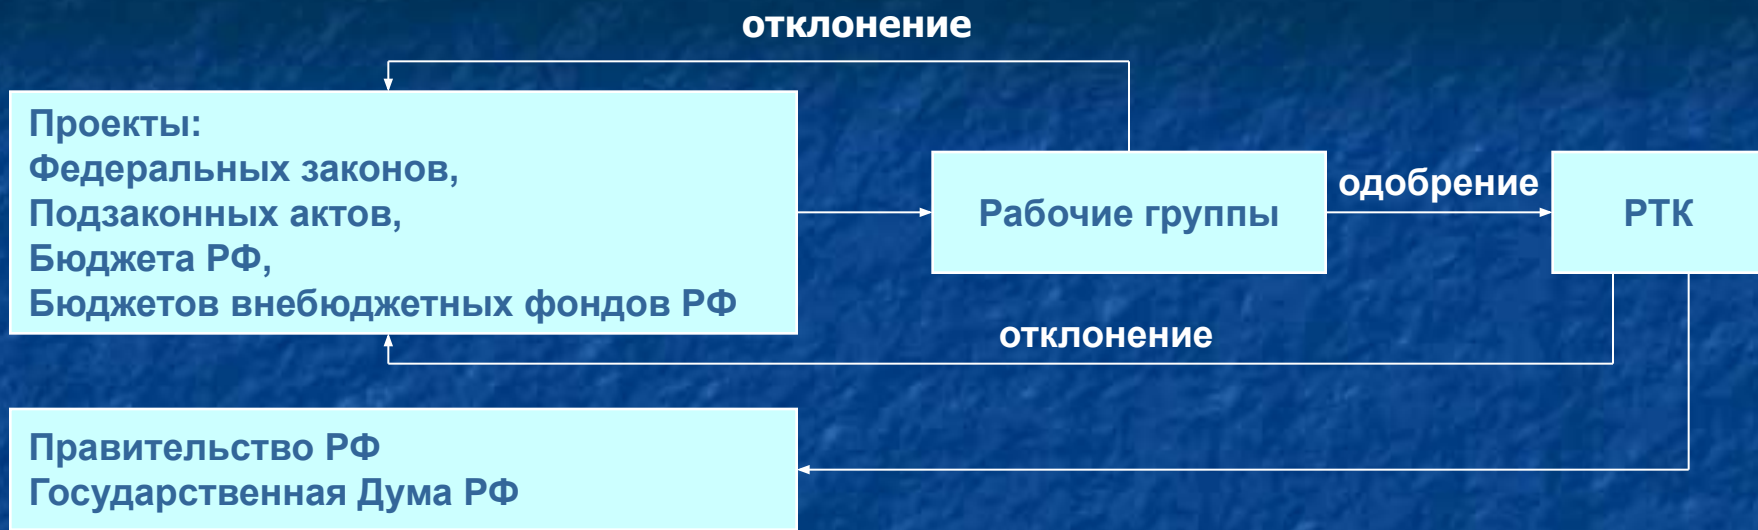 отклонение
Проекты:
Федеральных законов,
Подзаконных актов,
Бюджета РФ,
Бюджетов внебюджетных фондов РФ
Рабочие группы
одобрение
РТК
отклонение
Правительство РФ
Государственная Дума РФ